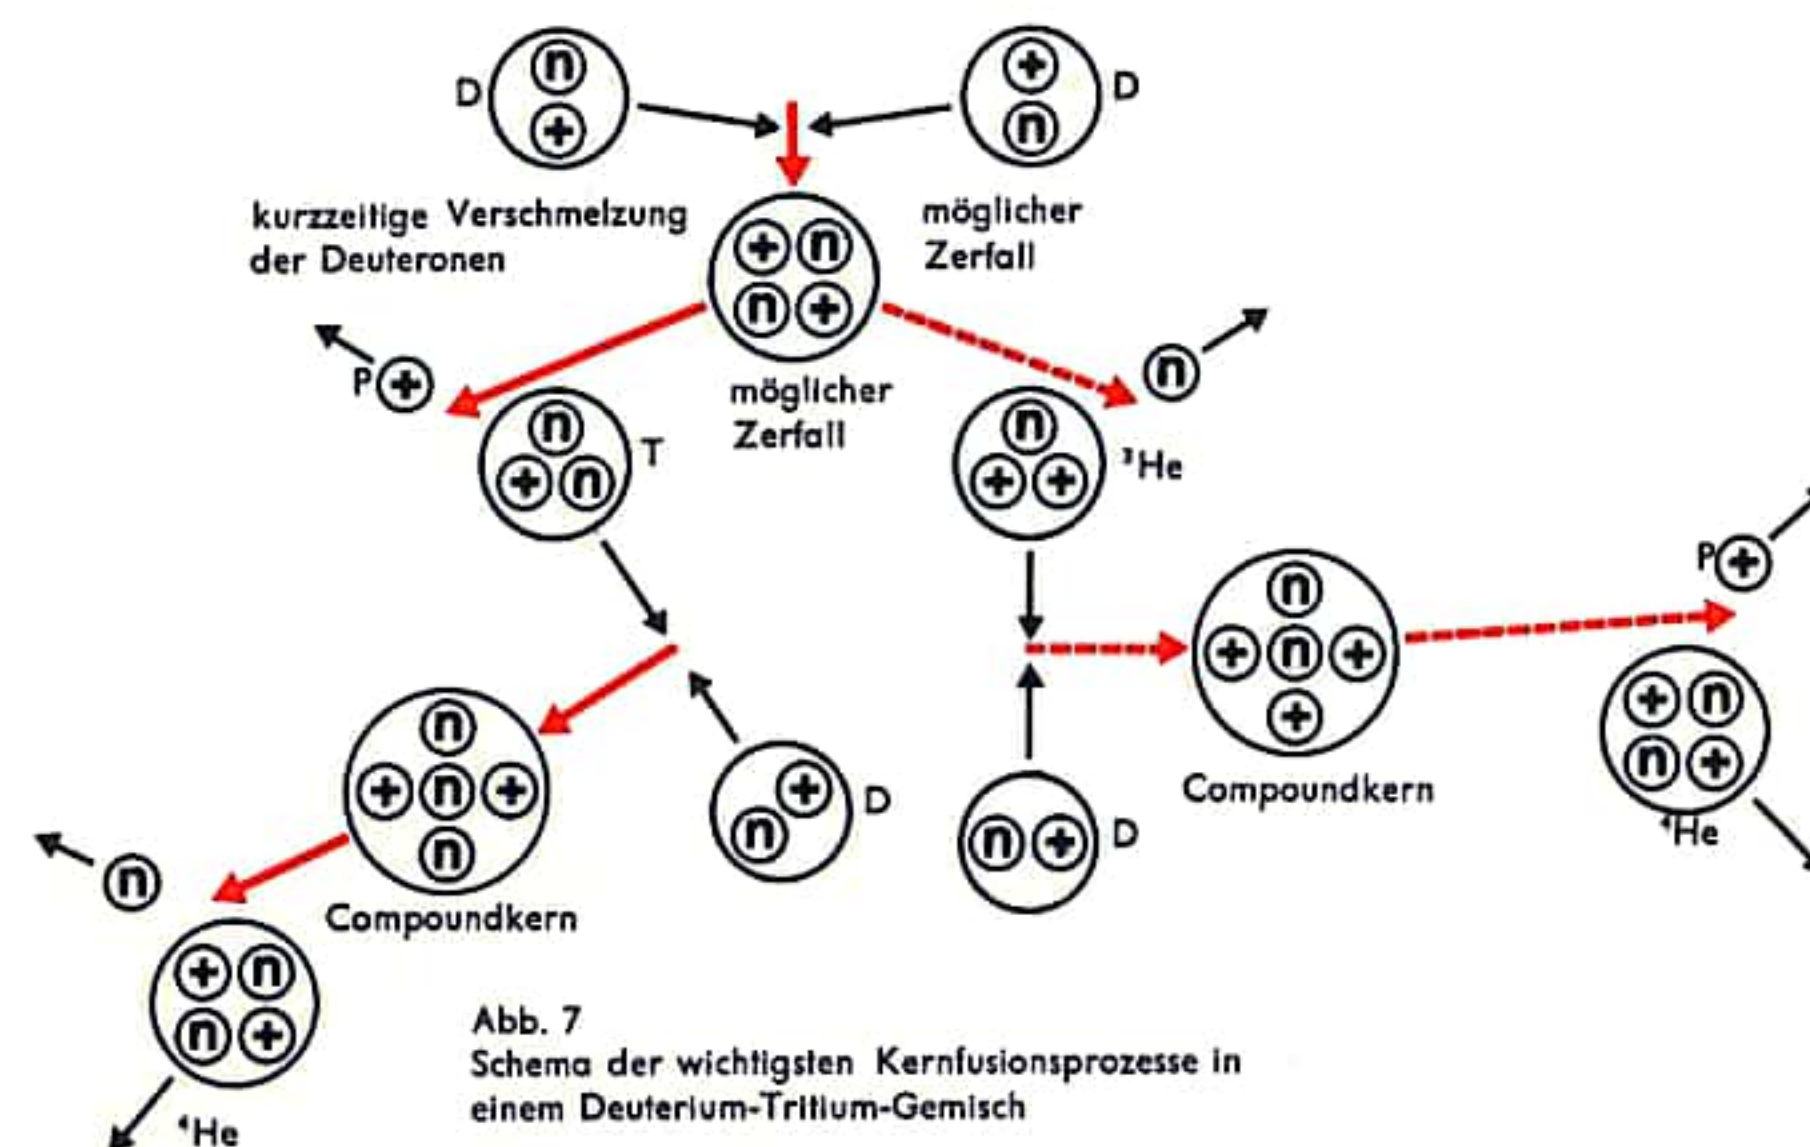 D
n
+
+
n
D
kurzzeitige Verschmelzung
der Deuteronen
möglicher
Zerfall
+ n
n +
P +
n
möglicher
Zerfall
n
+ n
T
n
+ +
³He
P +
n
+ n +
+
Compoundkern
+ n
n +
⁴He
n
+ n +
n
Compoundkern
+
n
D
n +
D
n
+ n
n +
⁴He
Abb. 7
Schema der wichtigsten Kernfusionsprozesse in
einem Deuterium-Tritium-Gemisch